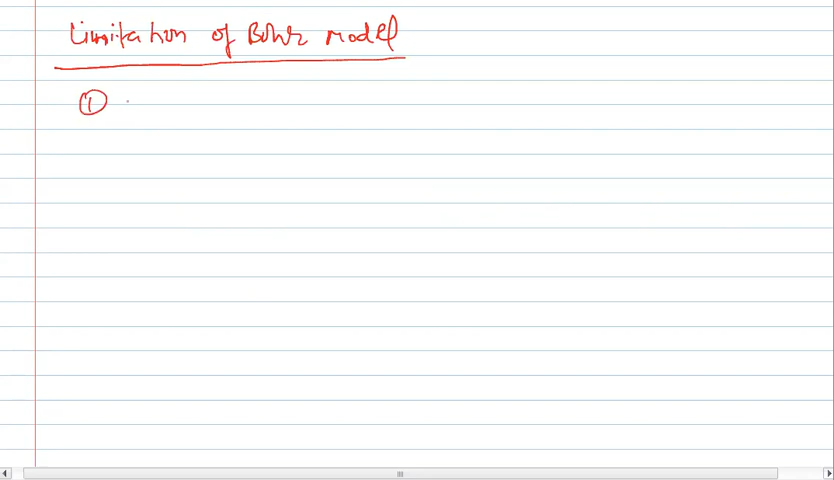 Limitation of Bohr Model
①